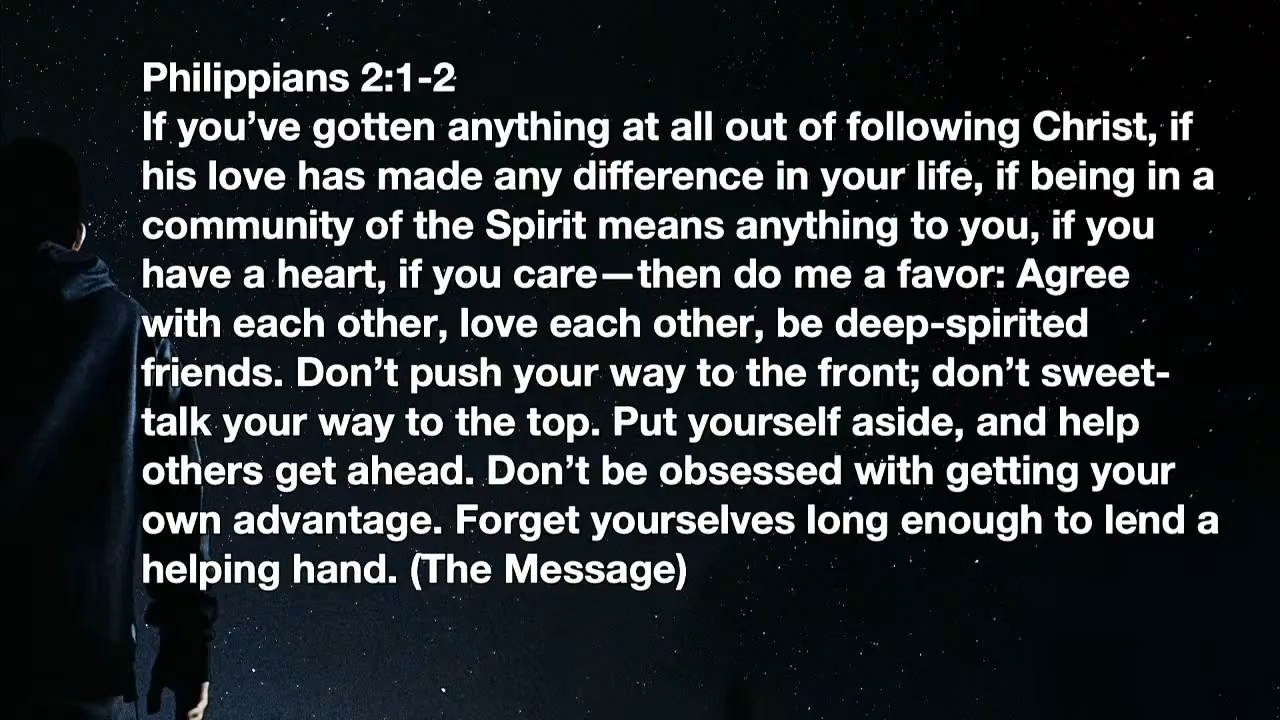 Philippians 2:1-2
If you’ve gotten anything at all out of following Christ, if
his love has made any difference in your life, if being in a
community of the Spirit means anything to you, if you
have a heart, if you care—then do me a favor: Agree
with each other, love each other, be deep-spirited
friends. Don’t push your way to the front; don’t sweet-
talk your way to the top. Put yourself aside, and help
others get ahead. Don’t be obsessed with getting your
own advantage. Forget yourselves long enough to lend a
helping hand. (The Message)